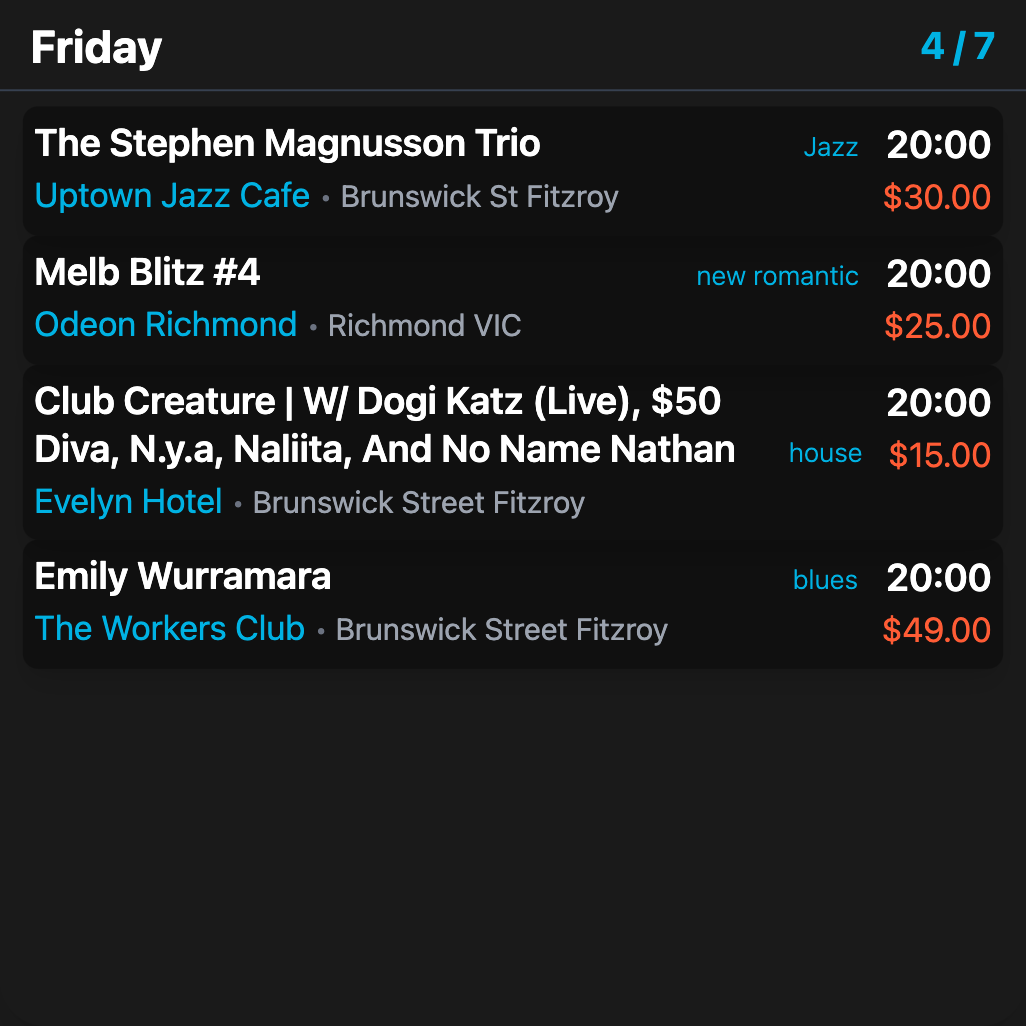 Friday 4 / 7
The Stephen Magnusson Trio Jazz 20:00
Uptown Jazz Cafe • Brunswick St Fitzroy $30.00
Melb Blitz #4 new romantic 20:00
Odeon Richmond • Richmond VIC $25.00
Club Creature | W/ Dogi Katz (Live), $50 20:00
Diva, N.y.a, Naliita, And No Name Nathan house $15.00
Evelyn Hotel • Brunswick Street Fitzroy
Emily Wurramara blues 20:00
The Workers Club • Brunswick Street Fitzroy $49.00